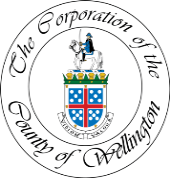 The Corporation of the
County of Wellington